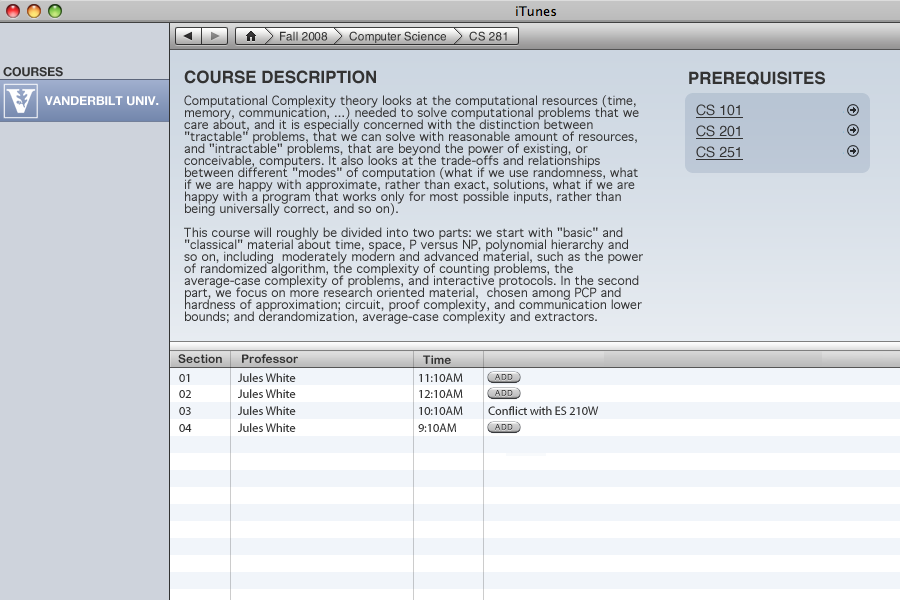 iTunes
Fall 2008 Computer Science CS 281
COURSES
VANDERBILT UNIV.
COURSE DESCRIPTION
Computational Complexity theory looks at the computational resources (time,
memory, communication, ...) needed to solve computational problems that we
care about, and it is especially concerned with the distinction between
"tractable" problems, that we can solve with reasonable amount of resources,
and "intractable" problems, that are beyond the power of existing, or
conceivable, computers. It also looks at the trade-offs and relationships
between different "modes" of computation (what if we use randomness, what
if we are happy with approximate, rather than exact, solutions, what if we are
happy with a program that works only for most possible inputs, rather than
being universally correct, and so on).
This course will roughly be divided into two parts: we start with "basic" and
"classical" material about time, space, P versus NP, polynomial hierarchy and
so on, including  moderately modern and advanced material, such as the power
of randomized algorithm, the complexity of counting problems, the
average-case complexity of problems, and interactive protocols. In the second
part, we focus on more research oriented material,  chosen among PCP and
hardness of approximation; circuit, proof complexity, and communication lower
bounds; and derandomization, average-case complexity and extractors.
PREREQUISITES
CS 101
CS 201
CS 251
Section Professor Time
01 Jules White 11:10AM ADD
02 Jules White 12:10AM ADD
03 Jules White 10:10AM Conflict with ES 210W
04 Jules White 9:10AM ADD